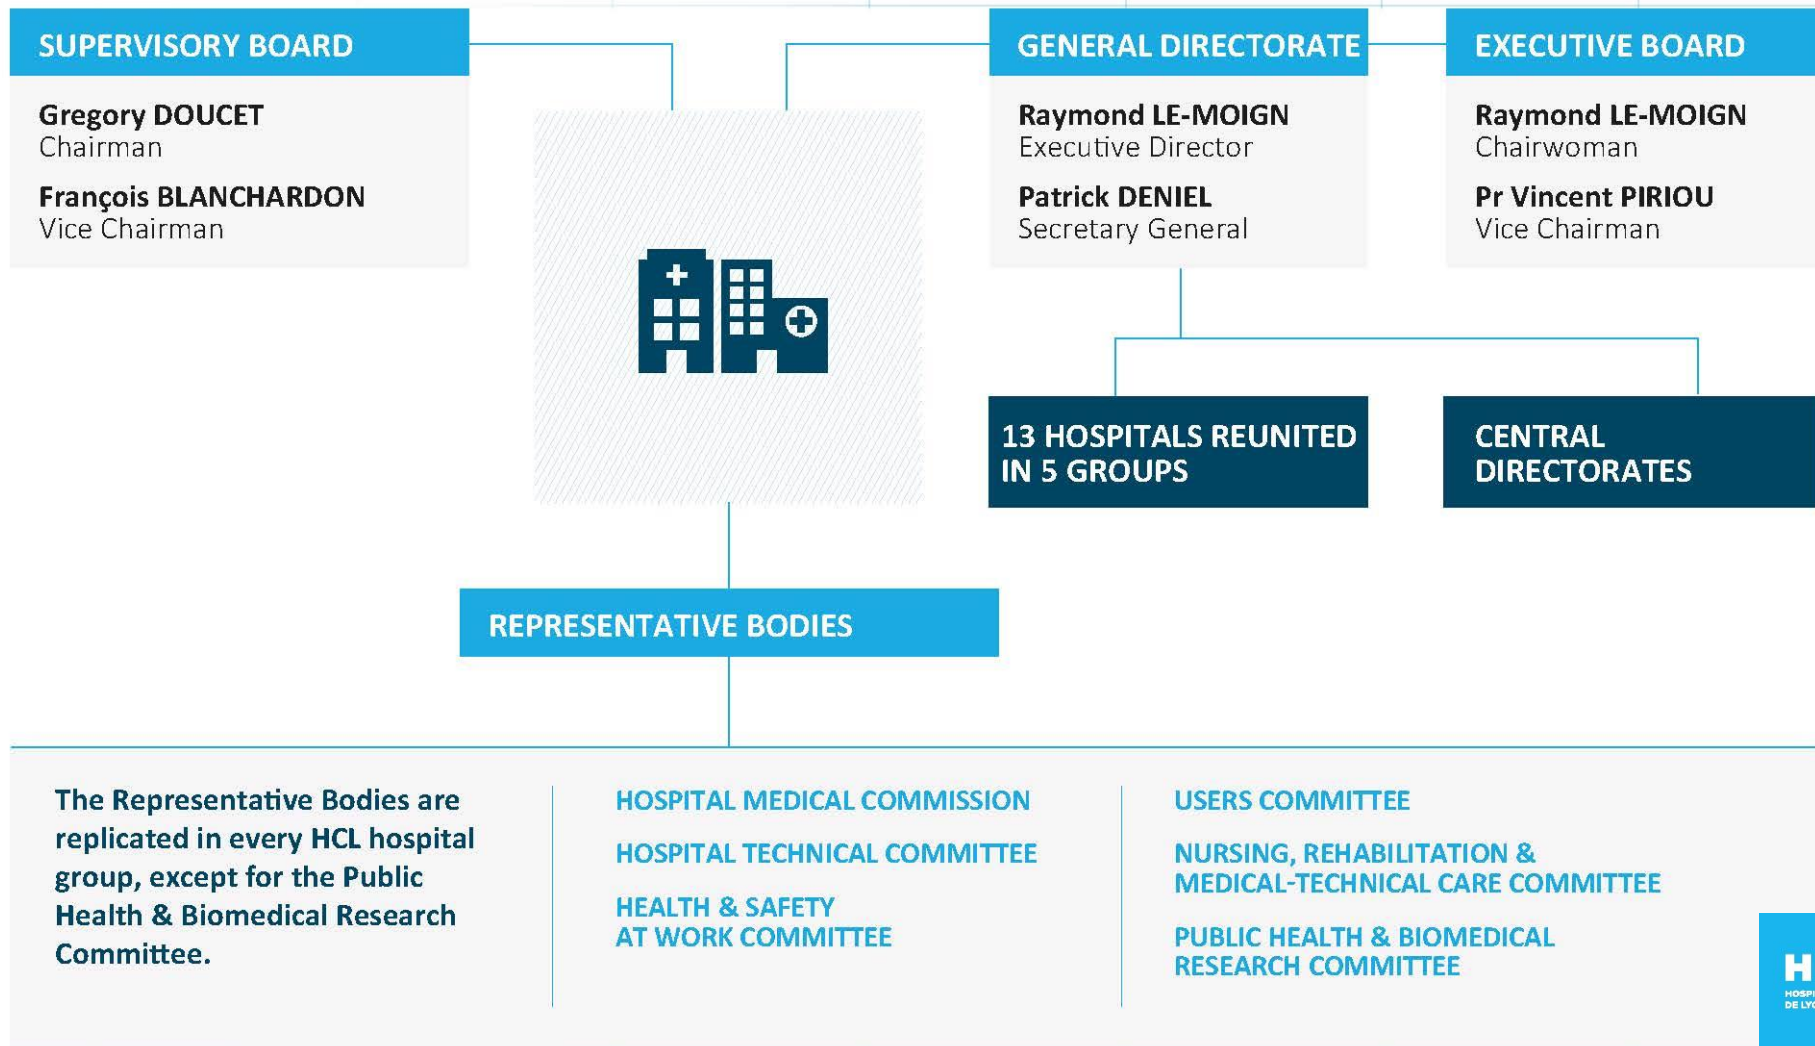 SUPERVISORY BOARD
Gregory DOUCET
Chairman
François BLANCHARDON
Vice Chairman
GENERAL DIRECTORATE
Raymond LE-MOIGN
Executive Director
Patrick DENIEL
Secretary General
EXECUTIVE BOARD
Raymond LE-MOIGN
Chairwoman
Pr Vincent PIRIOU
Vice Chairman
13 HOSPITALS REUNITED
IN 5 GROUPS
CENTRAL
DIRECTORATES
REPRESENTATIVE BODIES
The Representative Bodies are
replicated in every HCL hospital
group, except for the Public
Health & Biomedical Research
Committee.
HOSPITAL MEDICAL COMMISSION
HOSPITAL TECHNICAL COMMITTEE
HEALTH & SAFETY
AT WORK COMMITTEE
USERS COMMITTEE
NURSING, REHABILITATION &
MEDICAL-TECHNICAL CARE COMMITTEE
PUBLIC HEALTH & BIOMEDICAL
RESEARCH COMMITTEE
H
DE